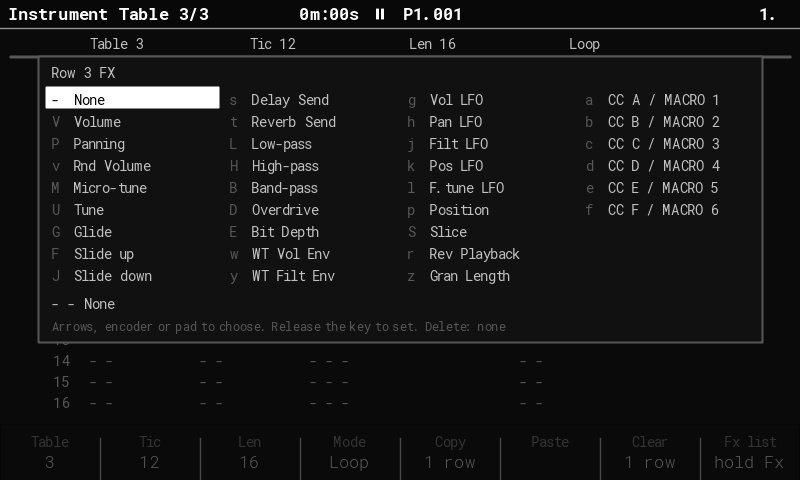 Instrument Table 3/3 0m:00s ⏸ P1.001 1.
Table 3 Tic 12 Len 16 Loop
Row 3 FX
- None s Delay Send g Vol LFO a CC A / MACRO 1
V Volume t Reverb Send h Pan LFO b CC B / MACRO 2
P Panning L Low-pass j Filt LFO c CC C / MACRO 3
v Rnd Volume H High-pass k Pos LFO d CC D / MACRO 4
M Micro-tune B Band-pass l F.tune LFO e CC E / MACRO 5
U Tune D Overdrive p Position f CC F / MACRO 6
G Glide E Bit Depth S Slice
F Slide up w WT Vol Env r Rev Playback
J Slide down y WT Filt Env z Gran Length
- - None
Arrows, encoder or pad to choose. Release the key to set. Delete: none
14 - - - - - - - - -
15 - - - - - - - - -
16 - - - - - - - - -
Table Tic Len Mode Copy Paste Clear Fx list
3 12 16 Loop 1 row 1 row hold Fx